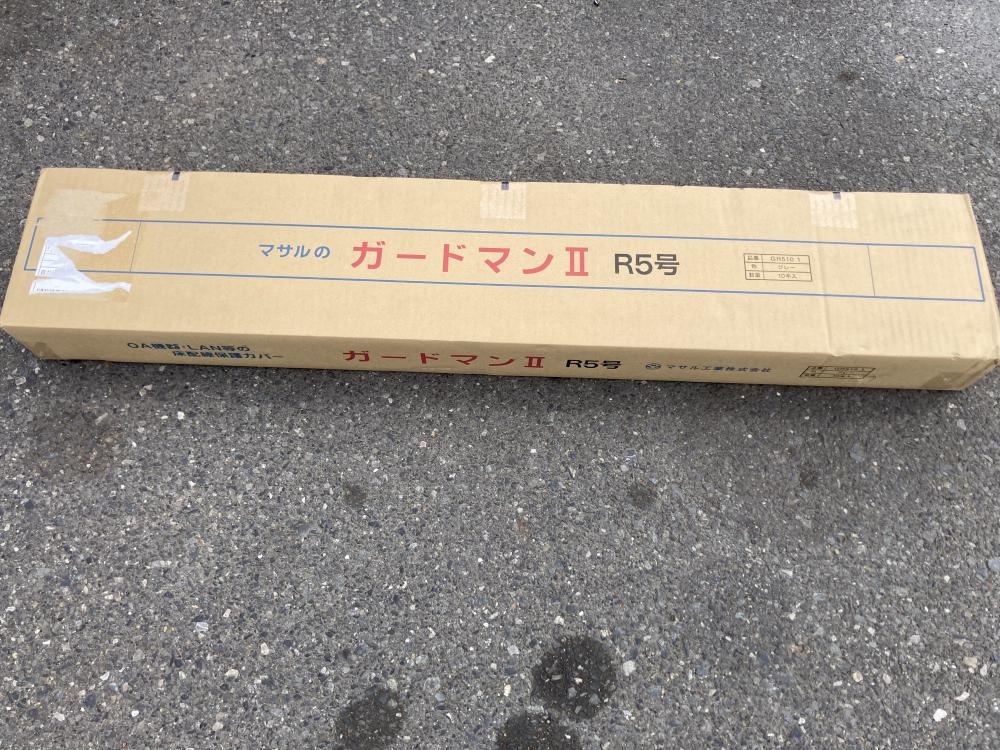 マサルの ガードマンⅡ R5号
品番 GR510 1
色 グレー
数量 10本入
OA機器・LAN等の
床配線保護カバー
ガードマンⅡ R5号 マサル工業株式会社